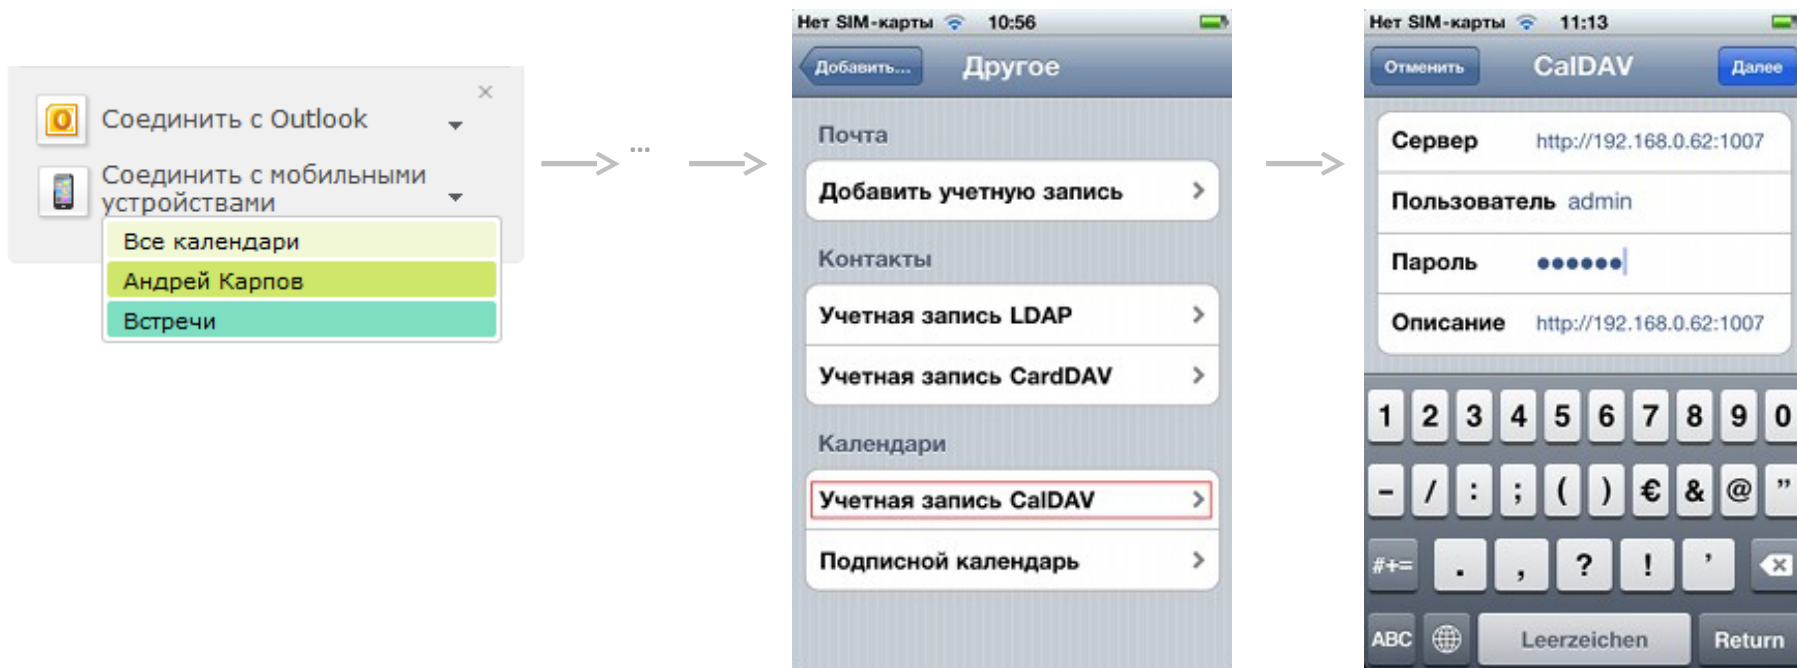 Соединить с Outlook
Соединить с мобильными
устройствами
Все календари
Андрей Карпов
Встречи
...
Нет SIM-карты 10:56
Добавить... Другое
Почта
Добавить учетную запись
Контакты
Учетная запись LDAP
Учетная запись CardDAV
Календари
Учетная запись CalDAV
Подписной календарь
Нет SIM-карты 11:13
Отменить CalDAV Далее
Сервер http://192.168.0.62:1007
Пользователь admin
Пароль ●●●●●●
Описание http://192.168.0.62:1007
1 2 3 4 5 6 7 8 9 0
- / : ; ( ) € & @ ”
#+= . , ? ! ’
ABC Leerzeichen Return